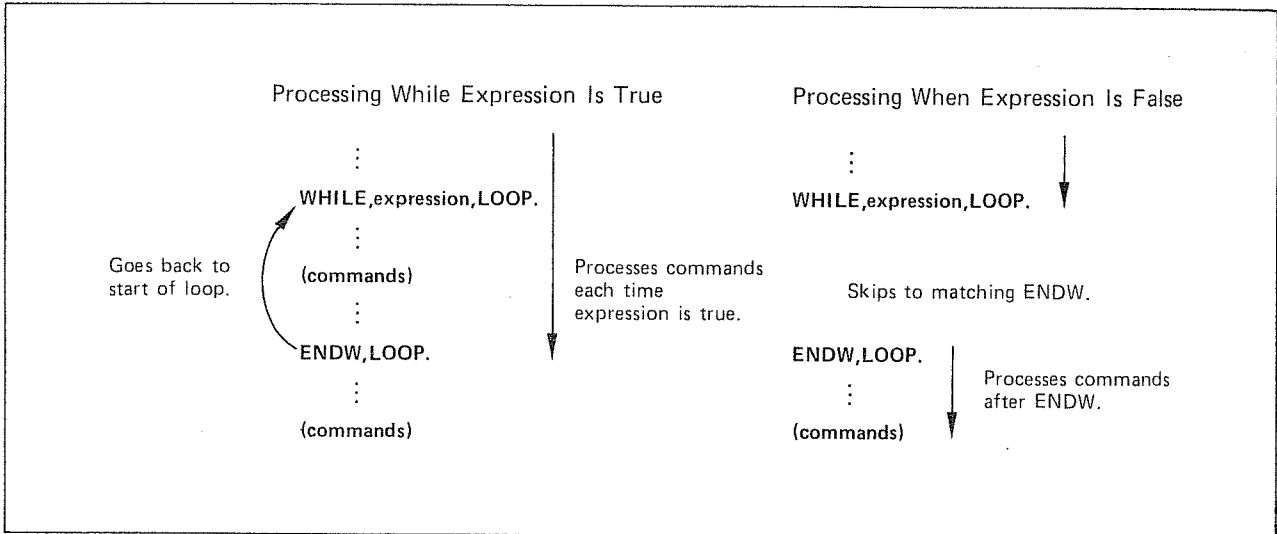 Processing While Expression Is True
⋮
WHILE,expression,LOOP.
⋮
Goes back to
start of loop.
(commands)
⋮
ENDW,LOOP.
⋮
(commands)
Processes commands
each time
expression is true.
Processing When Expression Is False
⋮
WHILE,expression,LOOP.
Skips to matching ENDW.
ENDW,LOOP.
⋮
(commands)
Processes commands
after ENDW.